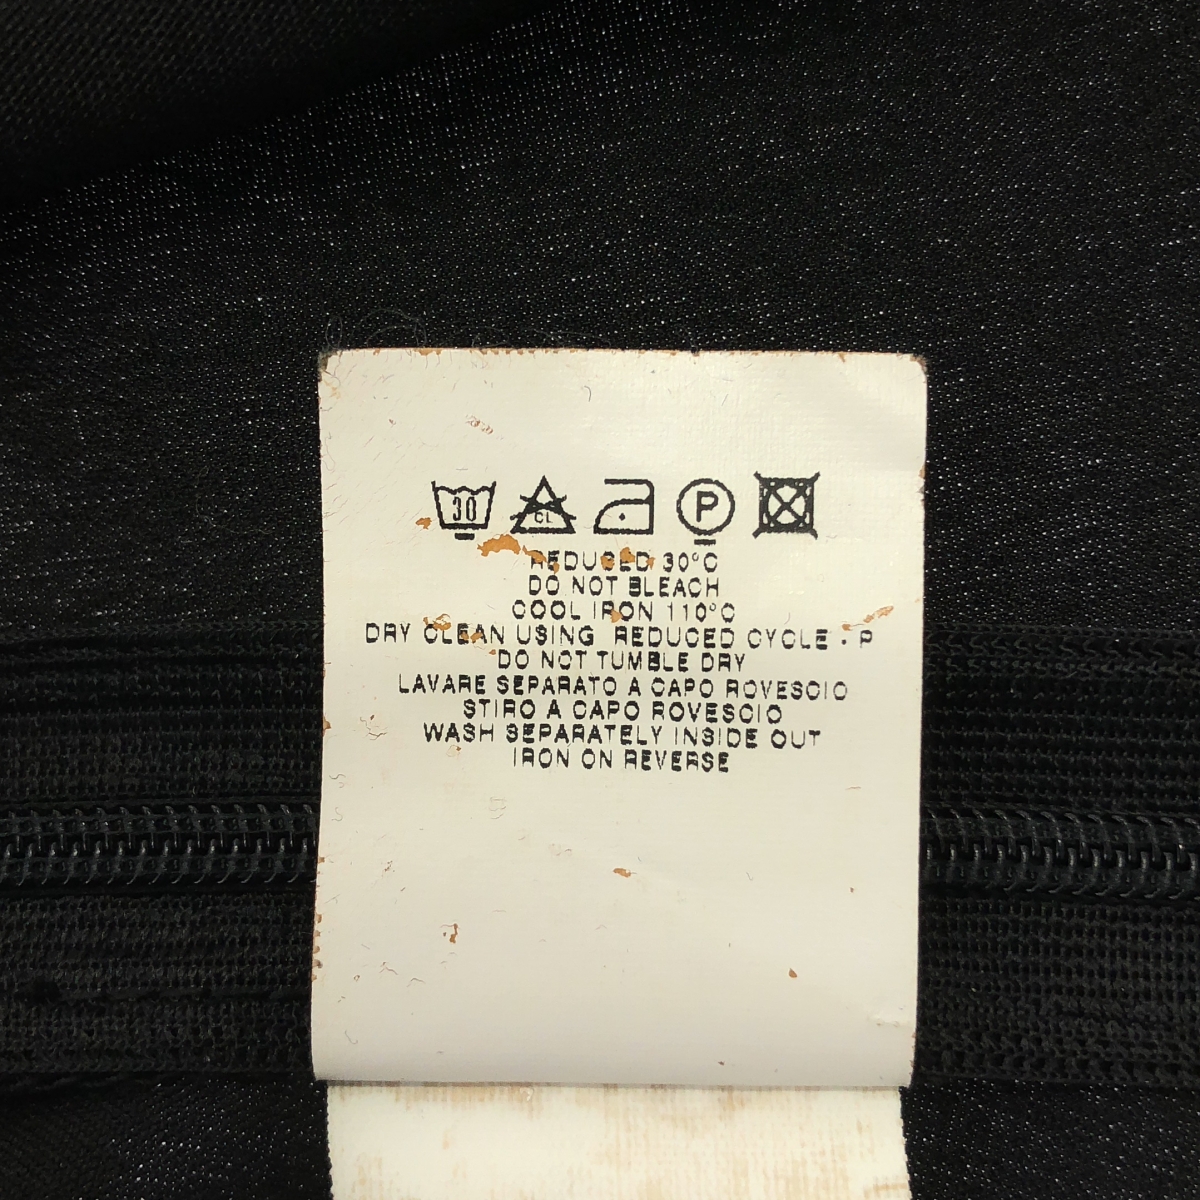 30 CL P
REDUCED 30°C
DO NOT BLEACH
COOL IRON 110°C
DRY CLEAN USING REDUCED CYCLE - P
DO NOT TUMBLE DRY
LAVARE SEPARATO A CAPO ROVESCIO
STIRO A CAPO ROVESCIO
WASH SEPARATELY INSIDE OUT
IRON ON REVERSE